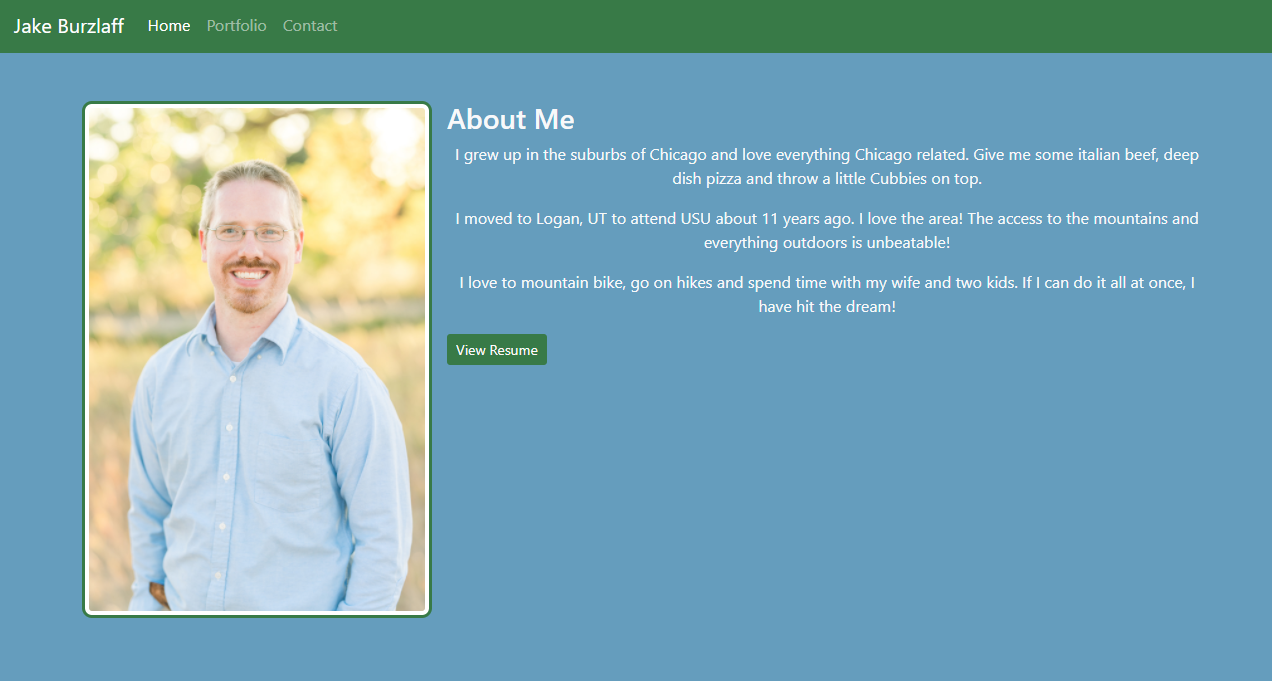 Jake Burzlaff Home Portfolio Contact
About Me
I grew up in the suburbs of Chicago and love everything Chicago related. Give me some italian beef, deep
dish pizza and throw a little Cubbies on top.
I moved to Logan, UT to attend USU about 11 years ago. I love the area! The access to the mountains and
everything outdoors is unbeatable!
I love to mountain bike, go on hikes and spend time with my wife and two kids. If I can do it all at once, I
have hit the dream!
View Resume